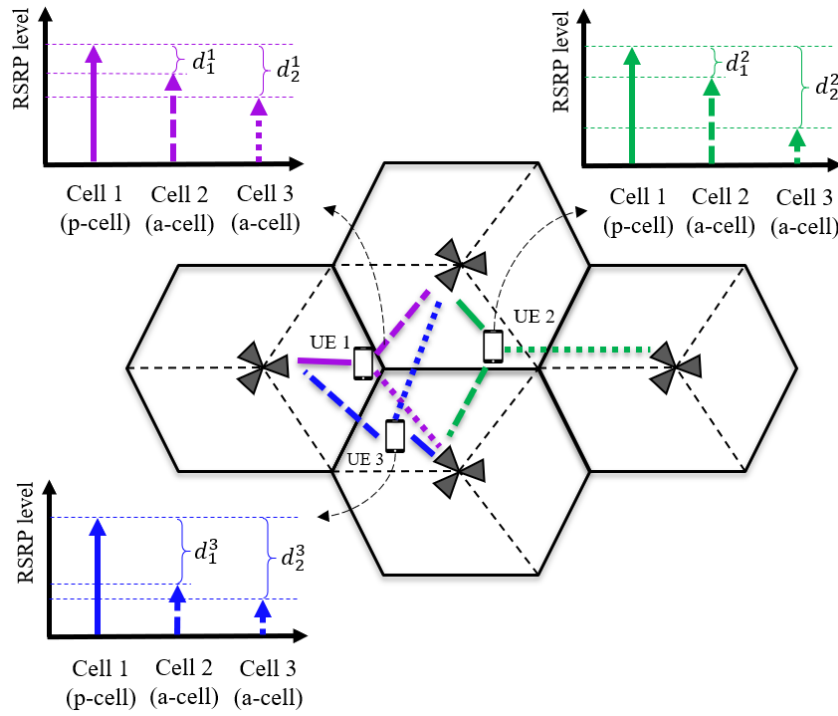 RSRP level
$d_1^1$
$d_2^1$
Cell 1 Cell 2 Cell 3
(p-cell) (a-cell) (a-cell)
RSRP level
$d_1^2$
$d_2^2$
Cell 1 Cell 2 Cell 3
(p-cell) (a-cell) (a-cell)
UE 1
UE 2
UE 3
RSRP level
$d_1^3$
$d_2^3$
Cell 1 Cell 2 Cell 3
(p-cell) (a-cell) (a-cell)